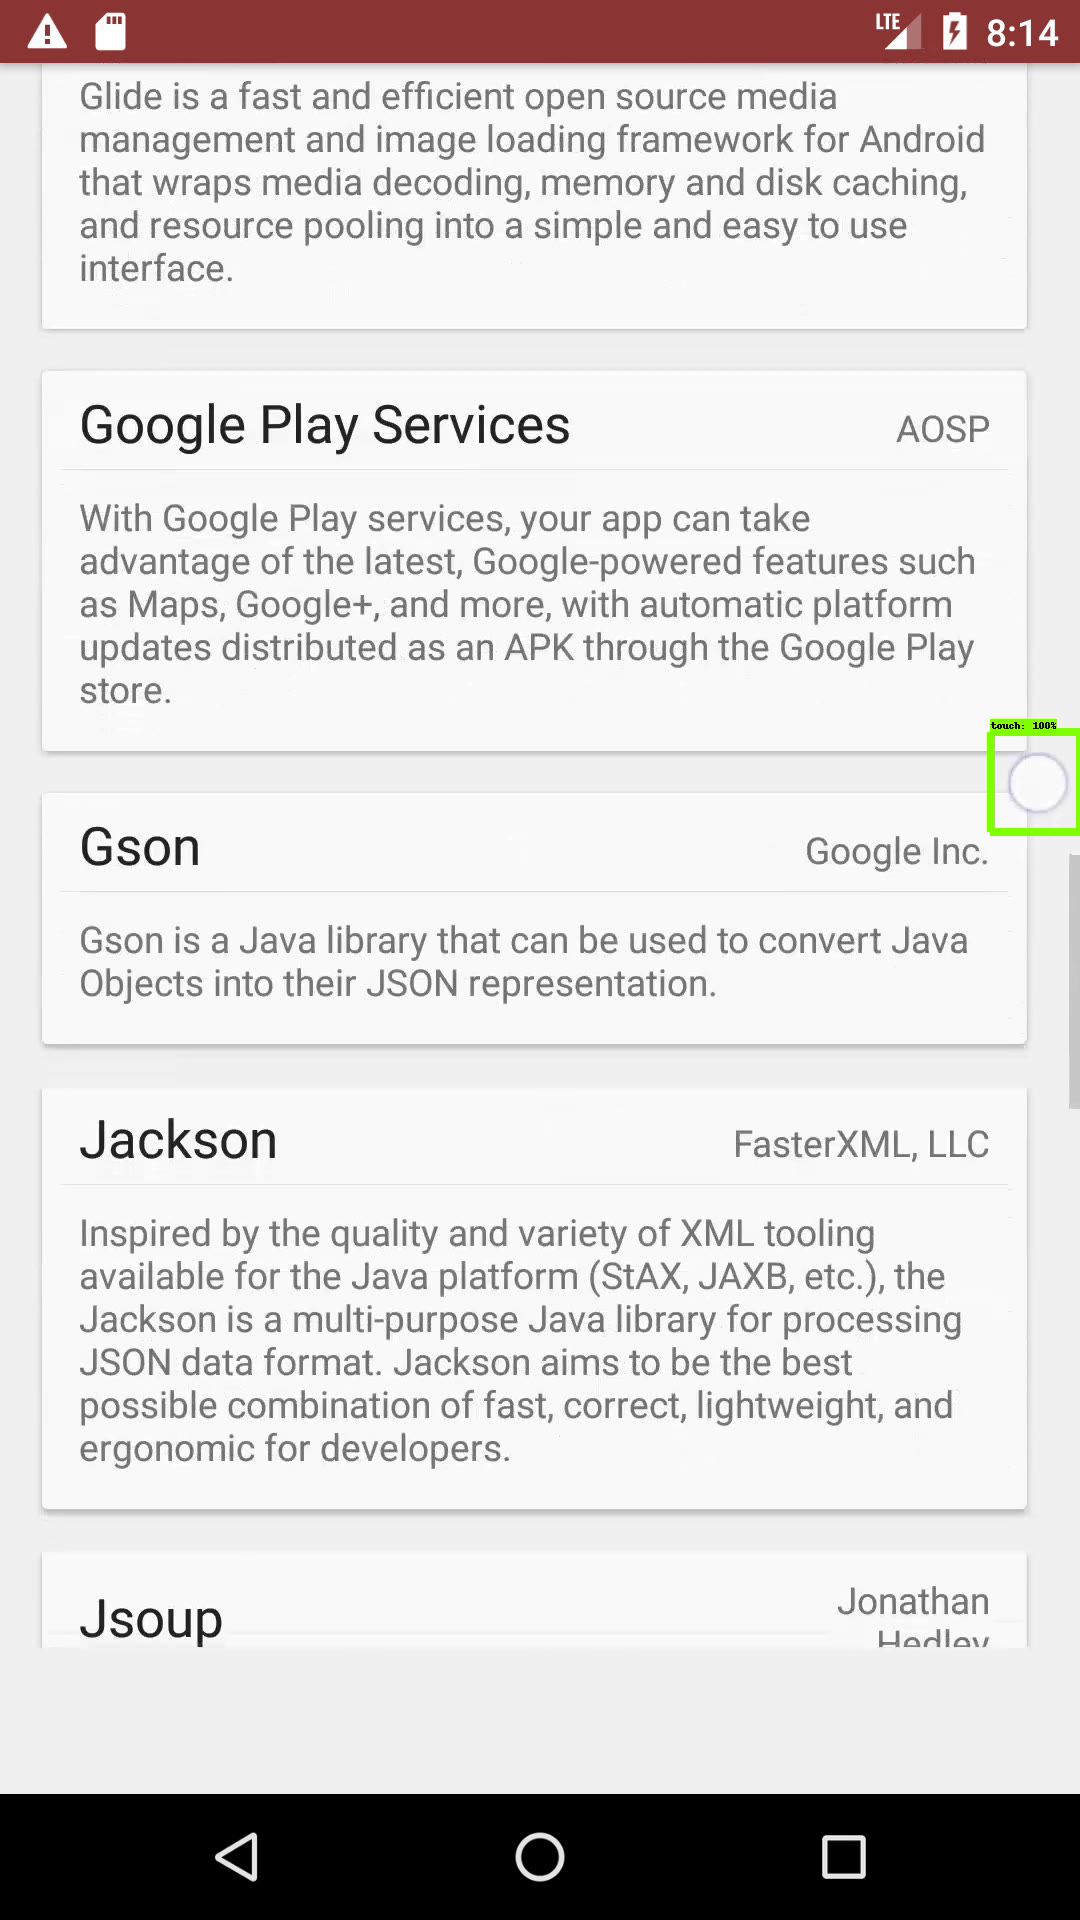 LTE 8:14
Glide is a fast and efficient open source media
management and image loading framework for Android
that wraps media decoding, memory and disk caching,
and resource pooling into a simple and easy to use
interface.
Google Play Services AOSP
With Google Play services, your app can take
advantage of the latest, Google-powered features such
as Maps, Google+, and more, with automatic platform
updates distributed as an APK through the Google Play
store.
touch: 100%
Gson Google Inc.
Gson is a Java library that can be used to convert Java
Objects into their JSON representation.
Jackson FasterXML, LLC
Inspired by the quality and variety of XML tooling
available for the Java platform (StAX, JAXB, etc.), the
Jackson is a multi-purpose Java library for processing
JSON data format. Jackson aims to be the best
possible combination of fast, correct, lightweight, and
ergonomic for developers.
Jsoup Jonathan
Hedley